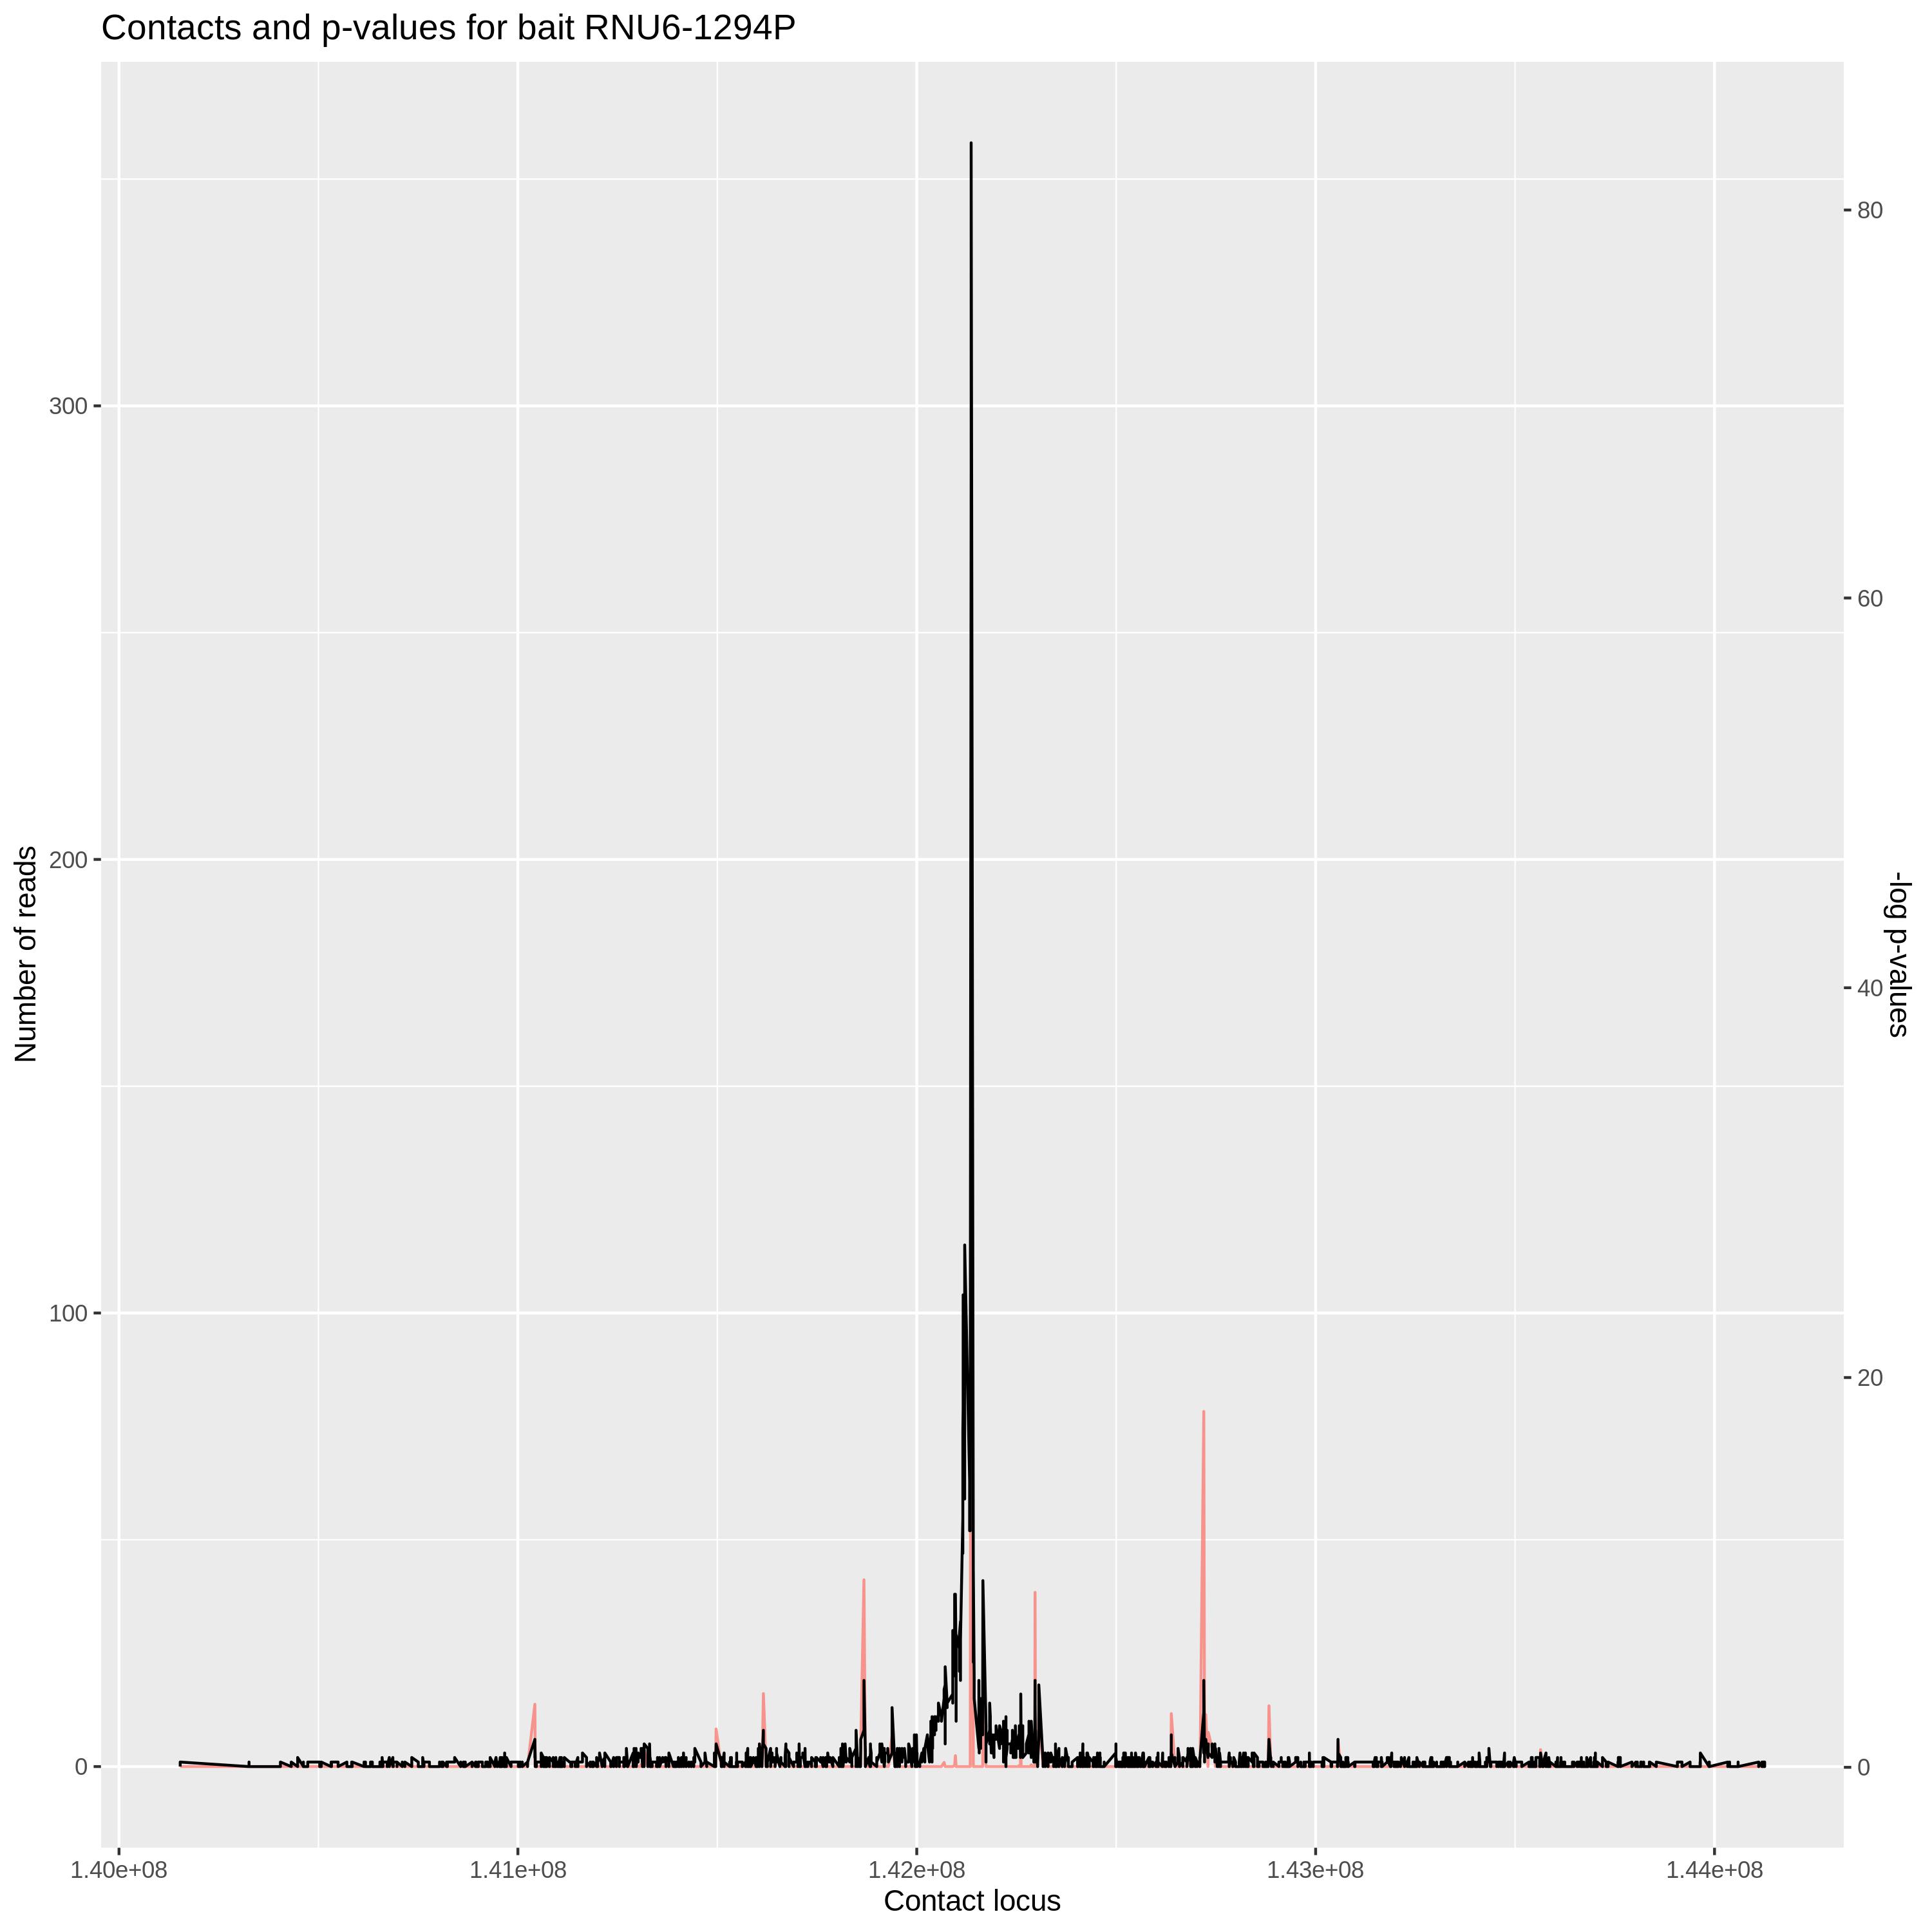 Contacts and p-values for bait RNU6-1294P
Number of reads
300
200
100
0
80
60
40
20
0
-log p-values
1.40e+08 1.41e+08 1.42e+08 1.43e+08 1.44e+08
Contact locus